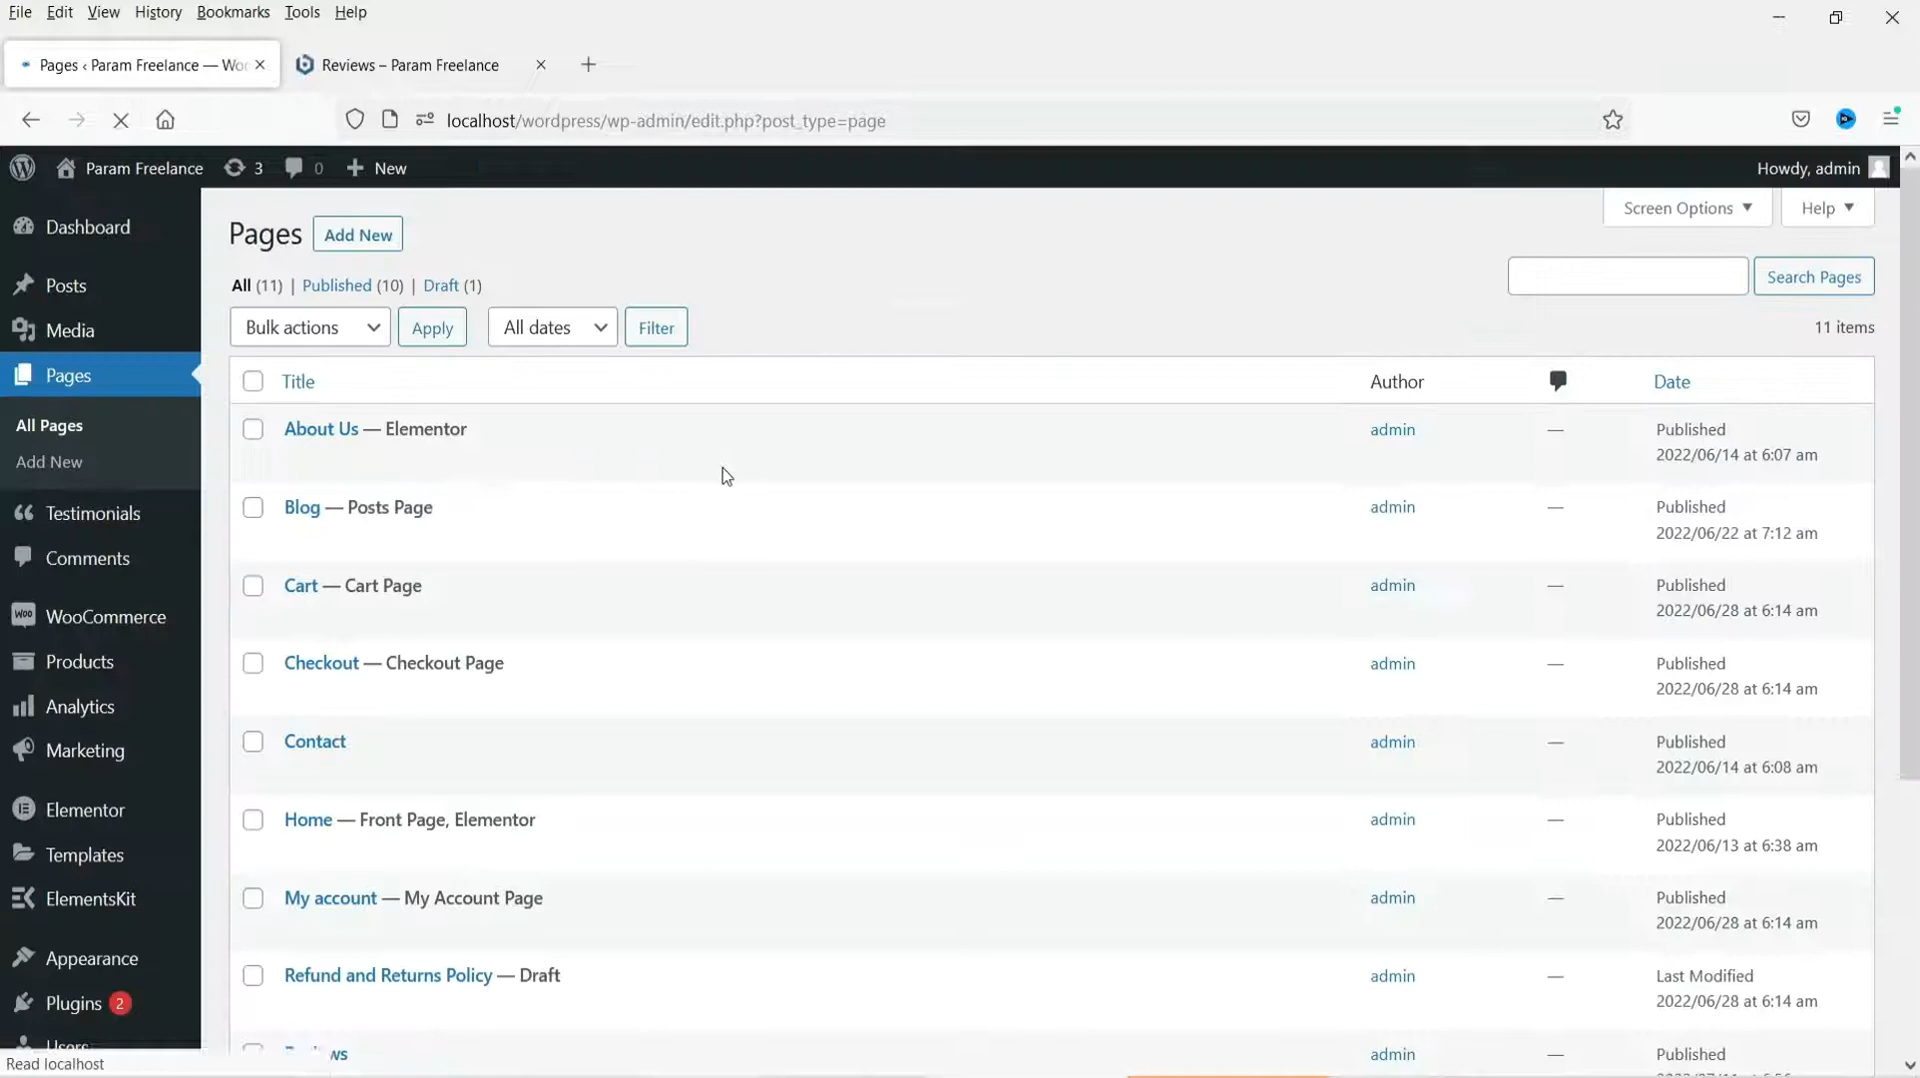 File Edit View History Bookmarks Tools Help
Pages ‹ Param Freelance — Woo
Reviews – Param Freelance
localhost/wordpress/wp-admin/edit.php?post_type=page
Param Freelance 3 0 New
Howdy, admin
Screen Options
Help
Dashboard
Posts
Media
Pages
All Pages
Add New
Testimonials
Comments
WooCommerce
Products
Analytics
Marketing
Elementor
Templates
ElementsKit
Appearance
Plugins 2
Users
Pages Add New
All (11) | Published (10) | Draft (1)
Search Pages
Bulk actions Apply All dates Filter
11 items
Title Author Date
About Us — Elementor admin — Published
2022/06/14 at 6:07 am
Blog — Posts Page admin — Published
2022/06/22 at 7:12 am
Cart — Cart Page admin — Published
2022/06/28 at 6:14 am
Checkout — Checkout Page admin — Published
2022/06/28 at 6:14 am
Contact admin — Published
2022/06/14 at 6:08 am
Home — Front Page, Elementor admin — Published
2022/06/13 at 6:38 am
My account — My Account Page admin — Published
2022/06/28 at 6:14 am
Refund and Returns Policy — Draft admin — Last Modified
2022/06/28 at 6:14 am
admin — Published
Read localhost